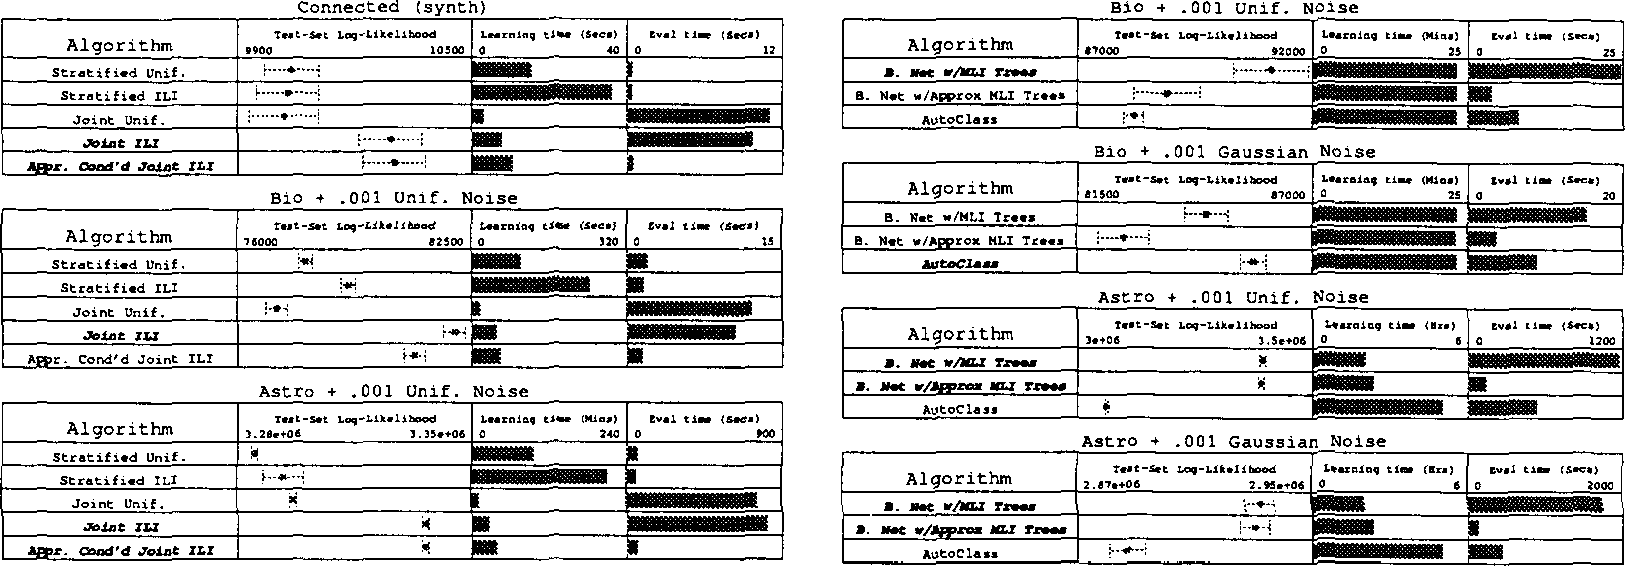 Connected (synth)
Algorithm Test-Set Log-Likelihood Learning time (Secs) Eval time (Secs)
9900 10500 0 40 0 12
Stratified Unif.
Stratified ILI
Joint Unif.
Joint ILI
Appr. Cond'd Joint ILI
Bio + .001 Unif. Noise
Algorithm Test-Set Log-Likelihood Learning time (Secs) Eval time (Secs)
76000 82500 0 320 0 15
Stratified Unif.
Stratified ILI
Joint Unif.
Joint ILI
Appr. Cond'd Joint ILI
Astro + .001 Unif. Noise
Algorithm Test-Set Log-Likelihood Learning time (Mins) Eval time (Secs)
3.28e+06 3.35e+06 0 240 0 900
Stratified Unif.
Stratified ILI
Joint Unif.
Joint ILI
Appr. Cond'd Joint ILI
Bio + .001 Unif. Noise
Algorithm Test-Set Log-Likelihood Learning time (Mins) Eval time (Secs)
87000 92000 0 25 0 25
B. Net w/MLI Trees
B. Net w/Approx MLI Trees
AutoClass
Bio + .001 Gaussian Noise
Algorithm Test-Set Log-Likelihood Learning time (Mins) Eval time (Secs)
81500 87000 0 25 0 20
B. Net w/MLI Trees
B. Net w/Approx MLI Trees
AutoClass
Astro + .001 Unif. Noise
Algorithm Test-Set Log-Likelihood Learning time (Hrs) Eval time (Secs)
3e+06 3.5e+06 0 6 0 1200
B. Net w/MLI Trees
B. Net w/Approx MLI Trees
AutoClass
Astro + .001 Gaussian Noise
Algorithm Test-Set Log-Likelihood Learning time (Hrs) Eval time (Secs)
2.87e+06 2.95e+06 0 6 0 2000
B. Net w/MLI Trees
B. Net w/Approx MLI Trees
AutoClass